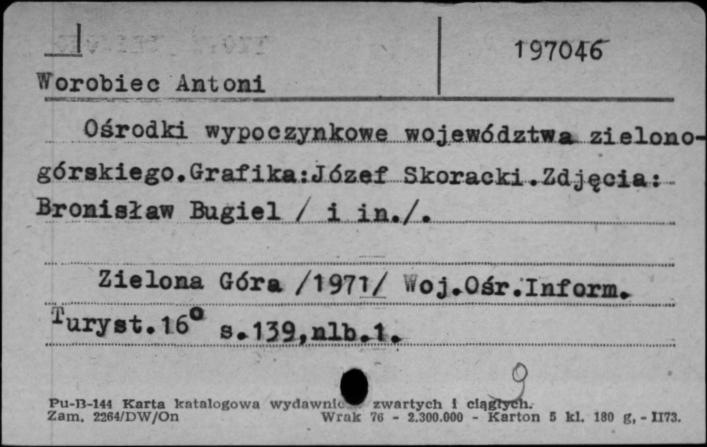 I
197046
Worobiec Antoni
Ośrodki wypoczynkowe województwa zielono-
górskiego.Grafika:Józef Skoracki.Zdjęcia:
Bronisław Bugiel / i in./.
Zielona Góra /1971/ Woj.Ośr.Inform.
Turyst.16° s.139,nlb.1.
Pu-B-144 Karta katalogowa wydawnic zwartych i ciągłych.
Zam. 2264/DW/On Wrak 76 - 2.300.000 - Karton 5 kl. 180 g, - II73.